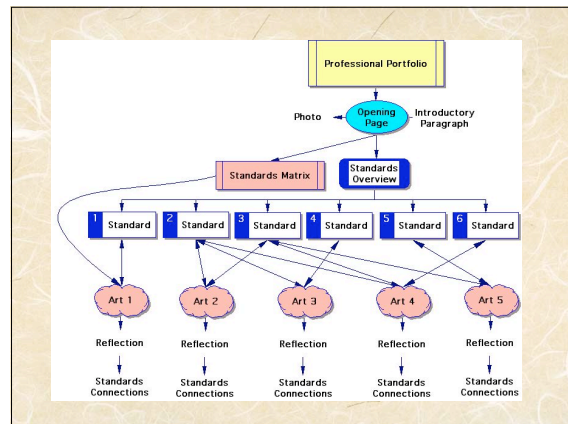 Professional Portfolio
Photo
Opening
Page
Introductory
Paragraph
Standards Matrix
Standards
Overview
1 Standard
2 Standard
3 Standard
4 Standard
5 Standard
6 Standard
Art 1
Art 2
Art 3
Art 4
Art 5
Reflection
Reflection
Reflection
Reflection
Reflection
Standards
Connections
Standards
Connections
Standards
Connections
Standards
Connections
Standards
Connections